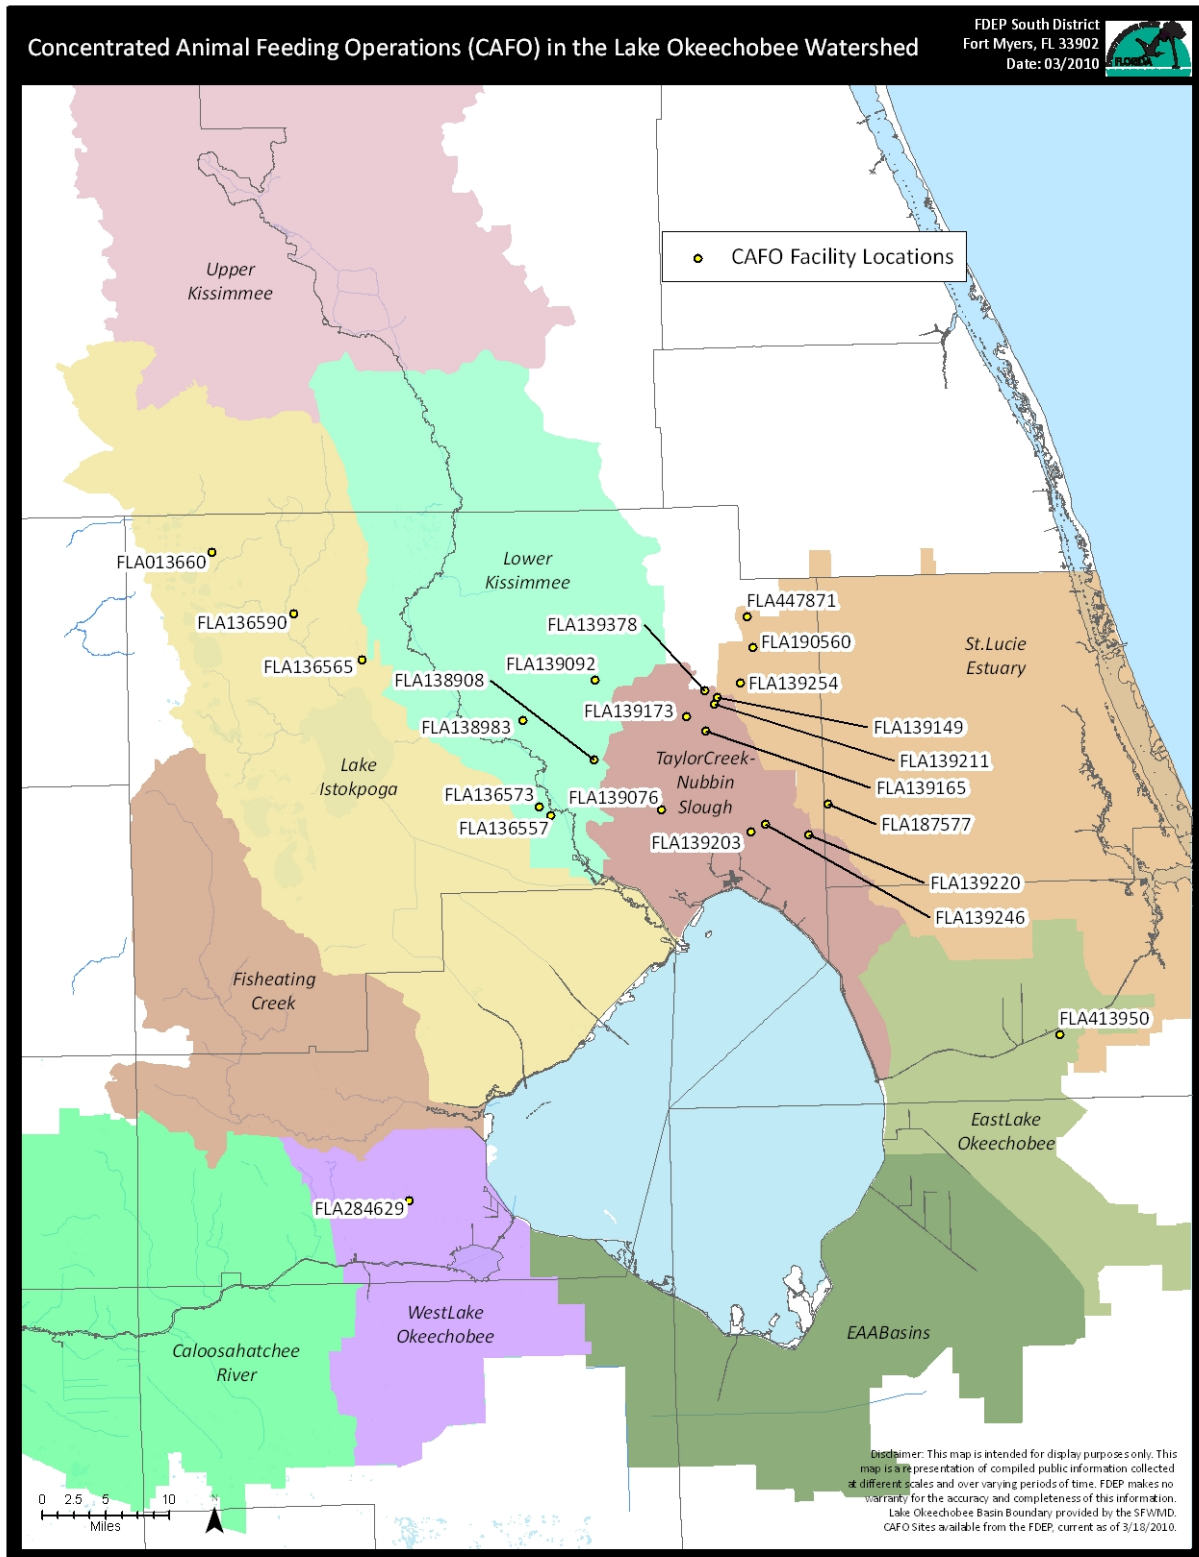 Concentrated Animal Feeding Operations (CAFO) in the Lake Okeechobee Watershed
FDEP South District
Fort Myers, FL 33902
Date: 03/2010
FLORIDA
CAFO Facility Locations
Upper
Kissimmee
Lower
Kissimmee
FLA013660
FLA136590
FLA136565
FLA447871
FLA139378
FLA190560
St.Lucie
Estuary
FLA139092
FLA138908
FLA139254
FLA139173
FLA138983
FLA139149
FLA139211
TaylorCreek-
Nubbin
Slough
Lake
Istokpoga
FLA139165
FLA136573
FLA139076
FLA136557
FLA187577
FLA139203
FLA139220
FLA139246
Fisheating
Creek
FLA413950
EastLake
Okeechobee
FLA284629
WestLake
Okeechobee
EAABasins
Caloosahatchee
River
Disclaimer: This map is intended for display purposes only. This
map is a representation of compiled public information collected
at different scales and over varying periods of time. FDEP makes no
warranty for the accuracy and completeness of this information.
Lake Okeechobee Basin Boundary provided by the SFWMD.
CAFO Sites available from the FDEP, current as of 3/18/2010.
0 2.5 5 10
Miles
N